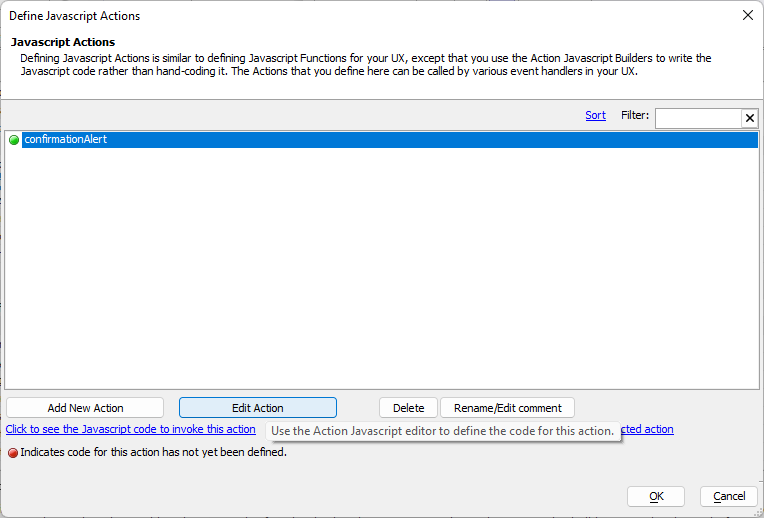 Define Javascript Actions
Javascript Actions
Defining Javascript Actions is similar to defining Javascript Functions for your UX, except that you use the Action Javascript Builders to write the
Javascript code rather than hand-coding it. The Actions that you define here can be called by various event handlers in your UX.
Sort Filter:
confirmationAlert
Add New Action Edit Action Delete Rename/Edit comment
Click to see the Javascript code to invoke this action Use the Action Javascript editor to define the code for this action. action
Indicates code for this action has not yet been defined.
OK Cancel